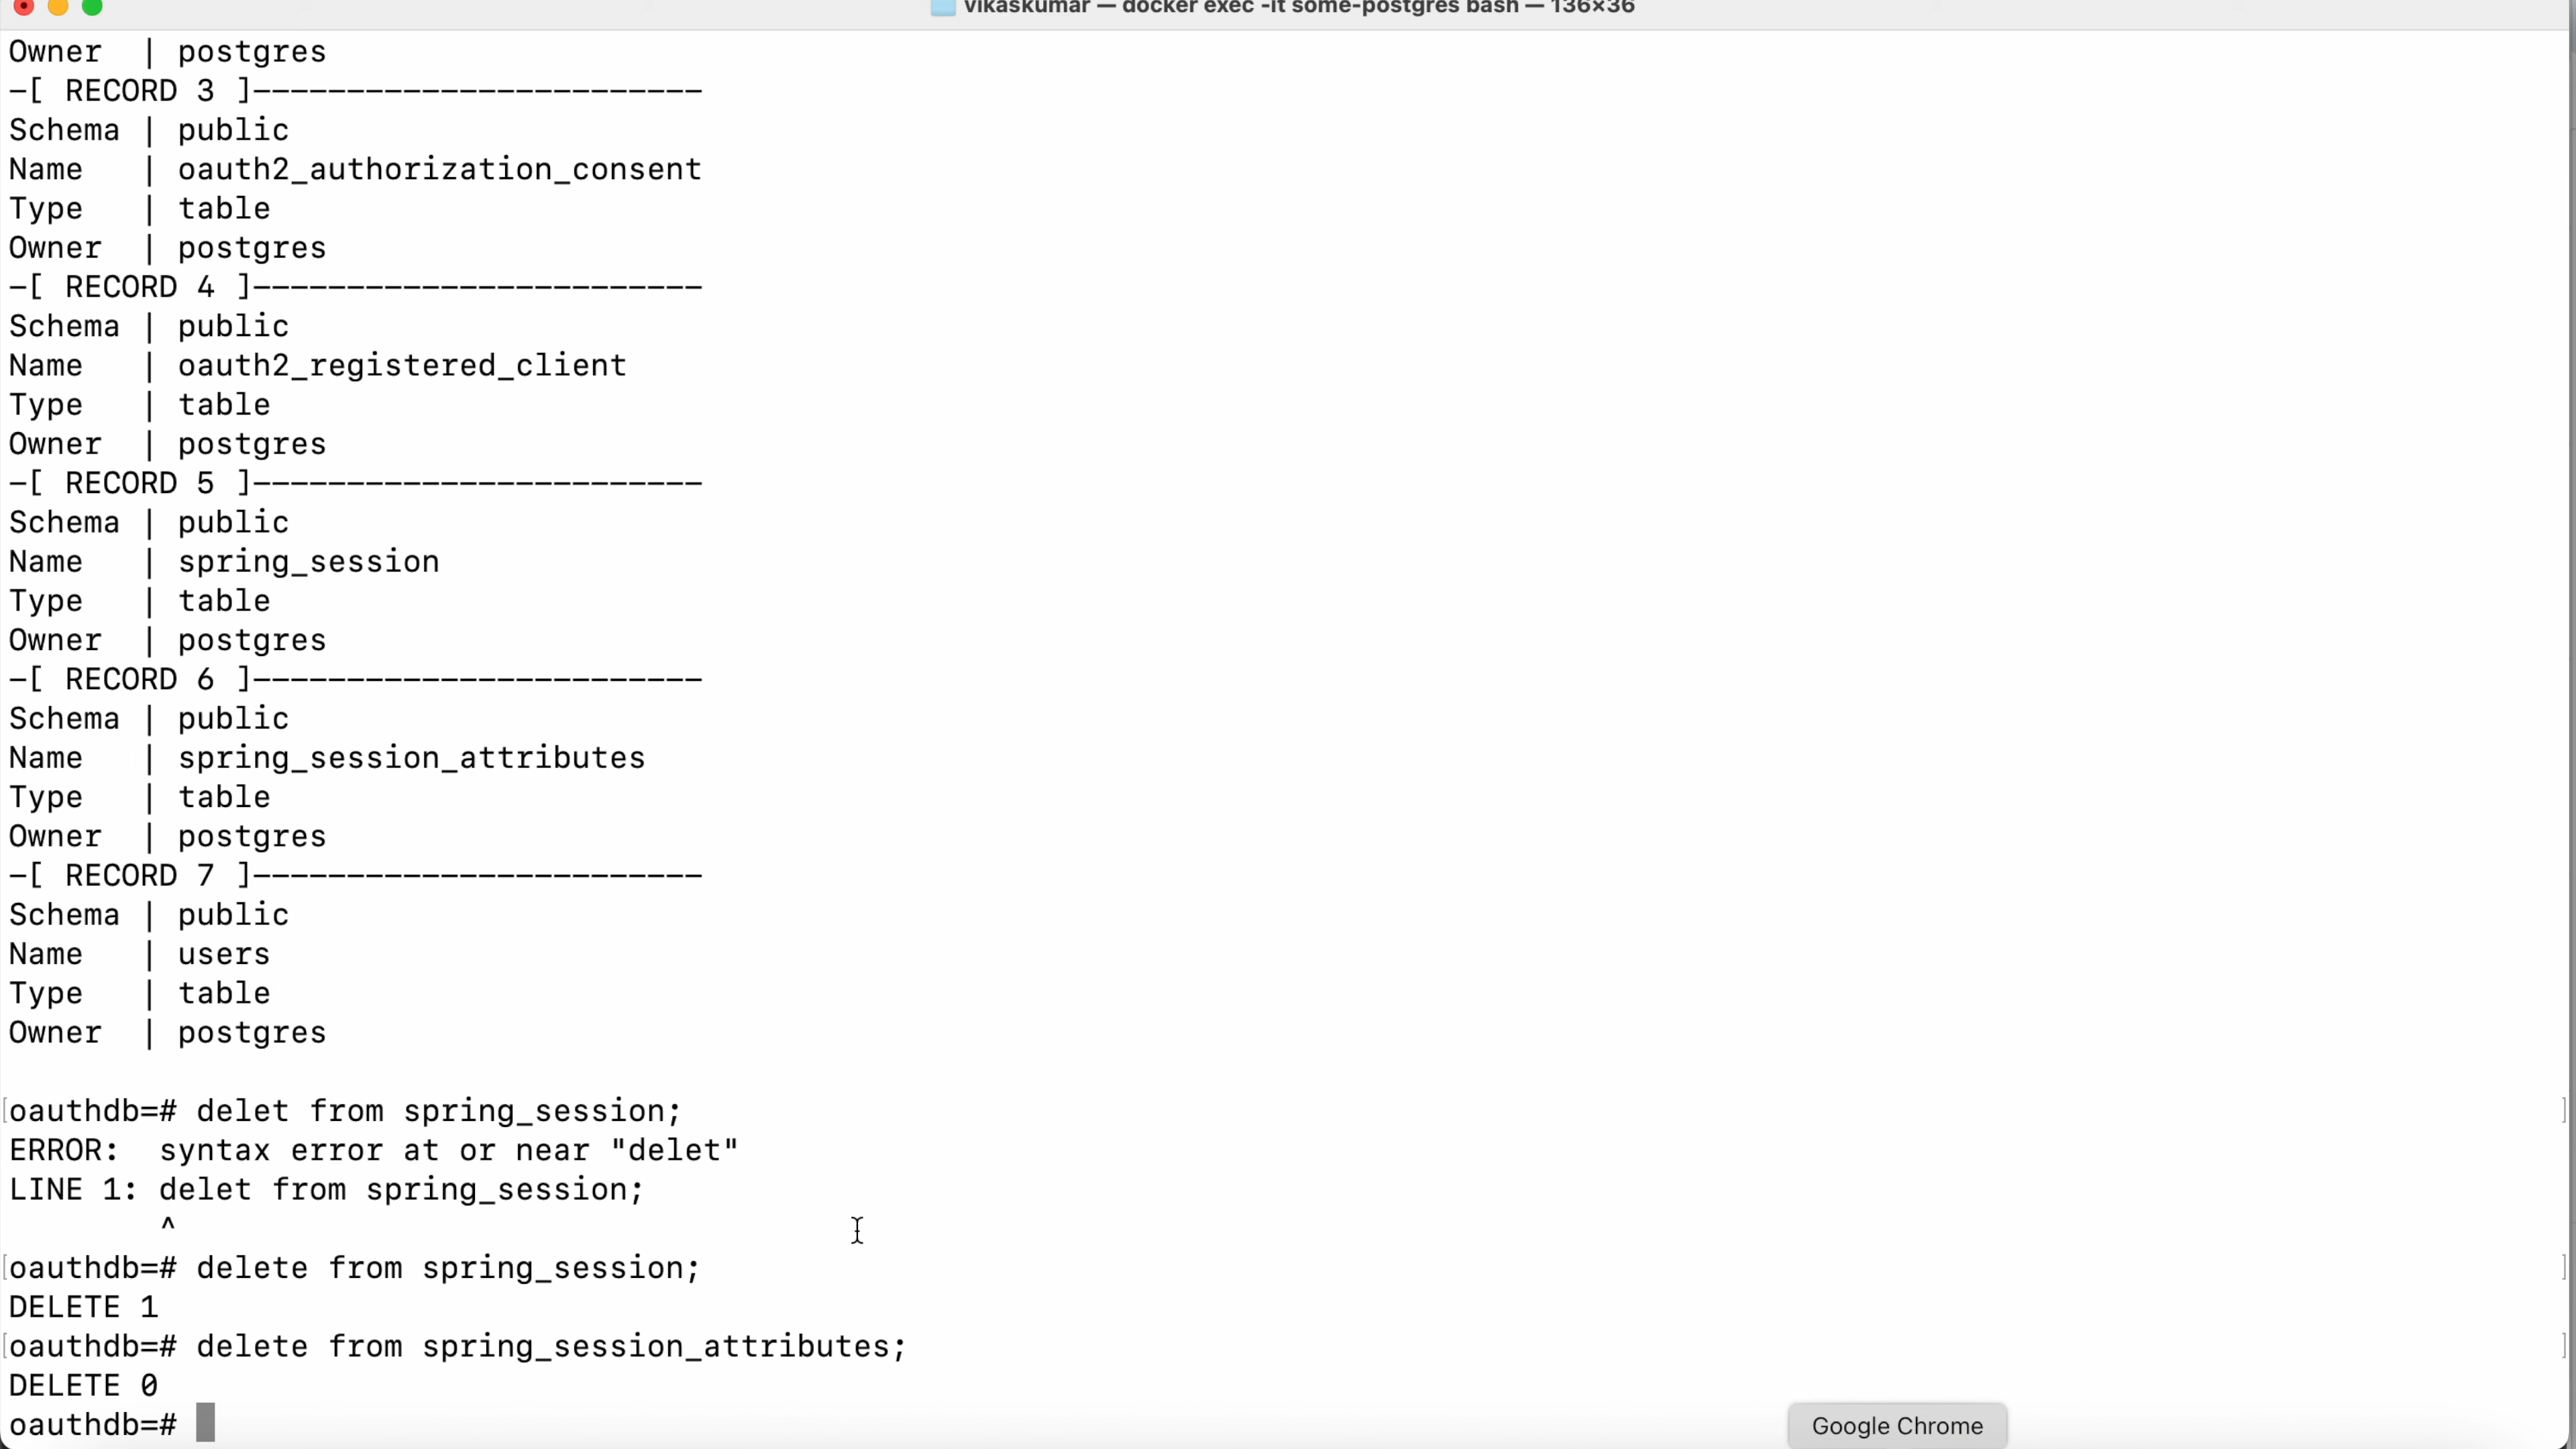 vikaskumar — docker exec -it some-postgres bash — 136×36
Owner  | postgres
-[ RECORD 3 ]------------------------
Schema | public
Name   | oauth2_authorization_consent
Type   | table
Owner  | postgres
-[ RECORD 4 ]------------------------
Schema | public
Name   | oauth2_registered_client
Type   | table
Owner  | postgres
-[ RECORD 5 ]------------------------
Schema | public
Name   | spring_session
Type   | table
Owner  | postgres
-[ RECORD 6 ]------------------------
Schema | public
Name   | spring_session_attributes
Type   | table
Owner  | postgres
-[ RECORD 7 ]------------------------
Schema | public
Name   | users
Type   | table
Owner  | postgres
[oauthdb=# delet from spring_session; ]
ERROR:  syntax error at or near "delet"
LINE 1: delet from spring_session;
        ^
[oauthdb=# delete from spring_session; ]
DELETE 1
[oauthdb=# delete from spring_session_attributes; ]
DELETE 0
oauthdb=#
Google Chrome